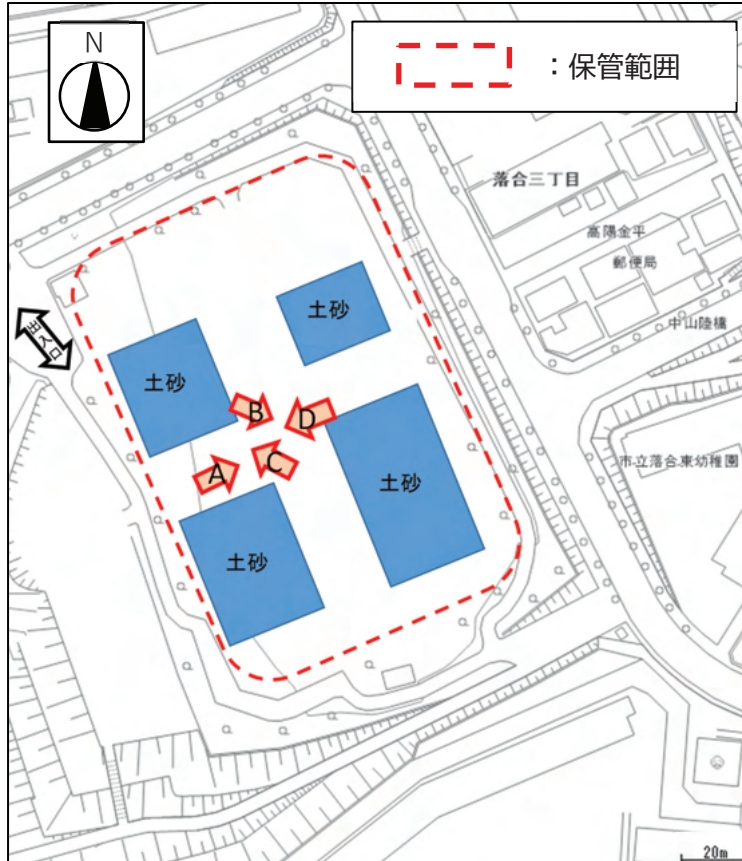 N
：保管範囲
落合三丁目
高陽金平
郵便局
中山陸橋
土砂
土砂
出入口
B
D
A
C
市立落合東幼稚園
土砂
土砂
20m